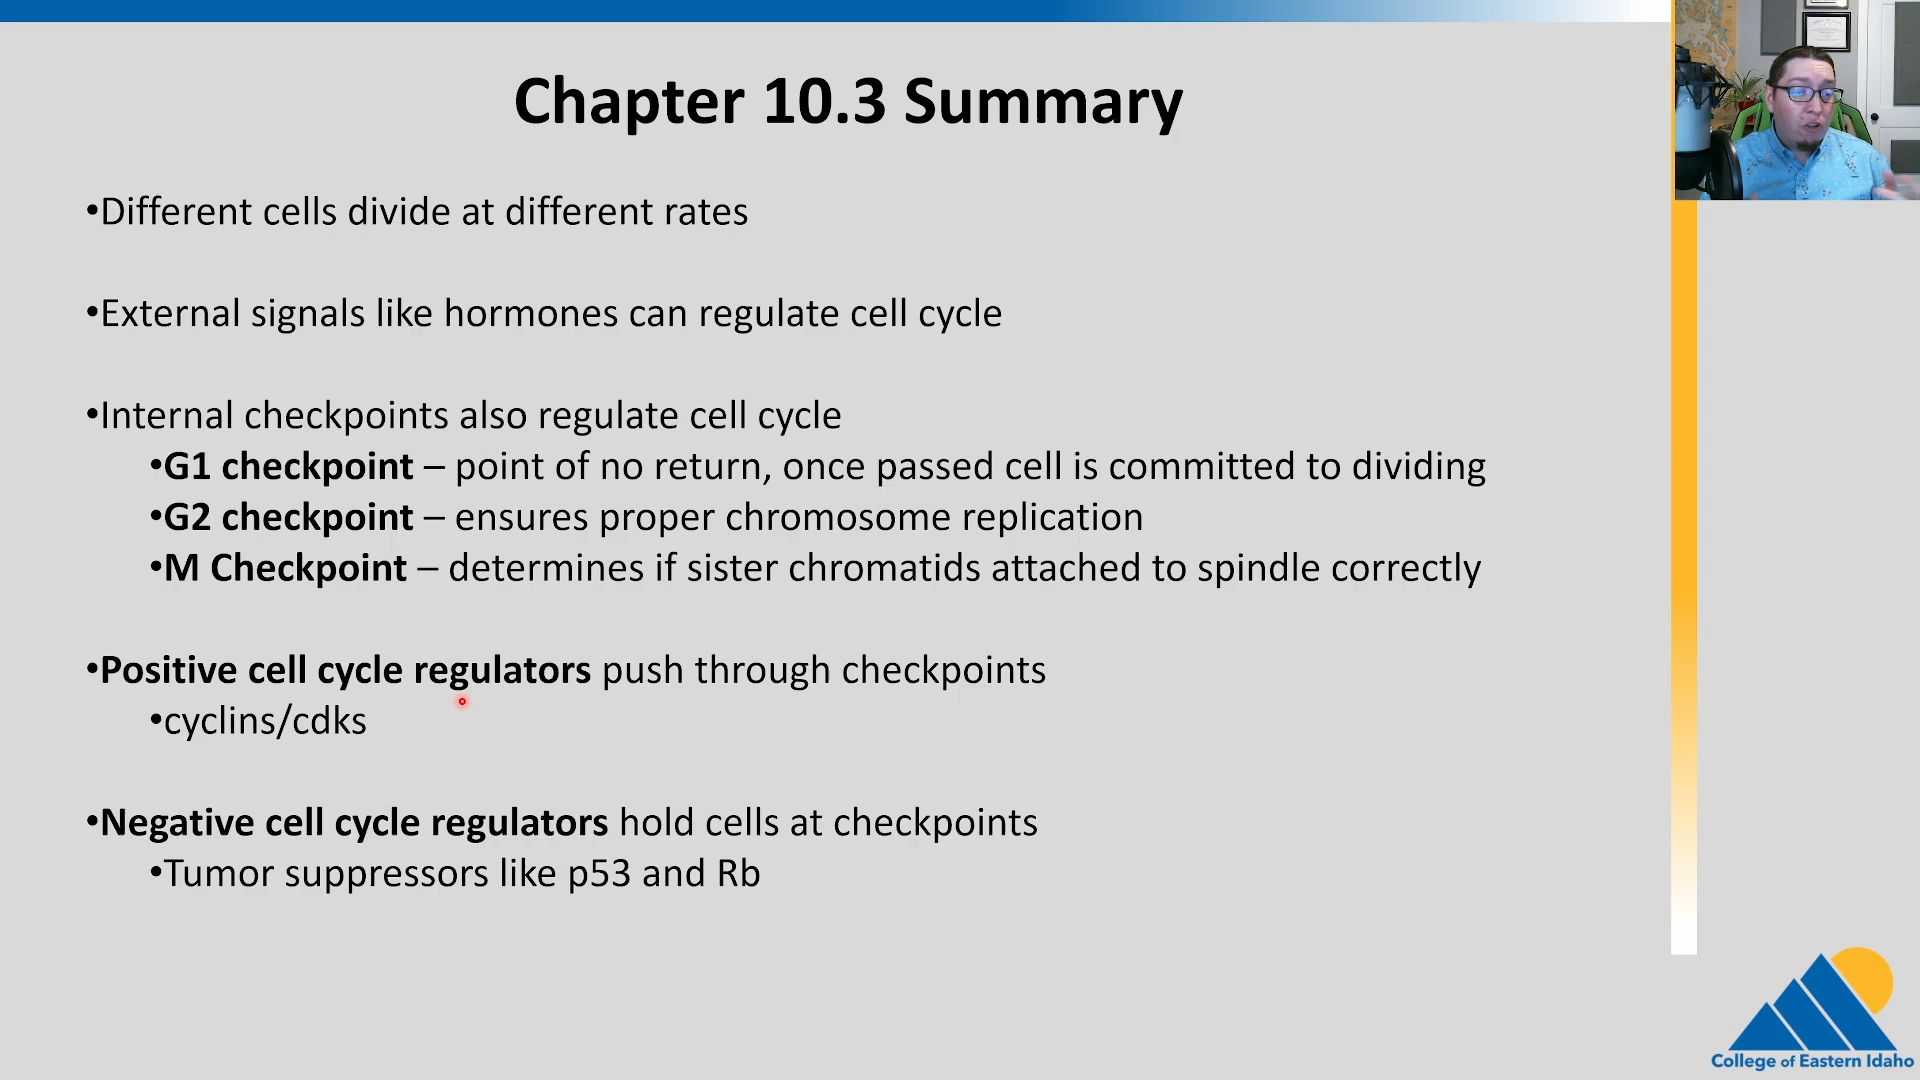 Chapter 10.3 Summary
•Different cells divide at different rates
•External signals like hormones can regulate cell cycle
•Internal checkpoints also regulate cell cycle
•G1 checkpoint – point of no return, once passed cell is committed to dividing
•G2 checkpoint – ensures proper chromosome replication
•M Checkpoint – determines if sister chromatids attached to spindle correctly
•Positive cell cycle regulators push through checkpoints
•cyclins/cdks
•Negative cell cycle regulators hold cells at checkpoints
•Tumor suppressors like p53 and Rb
College of Eastern Idaho